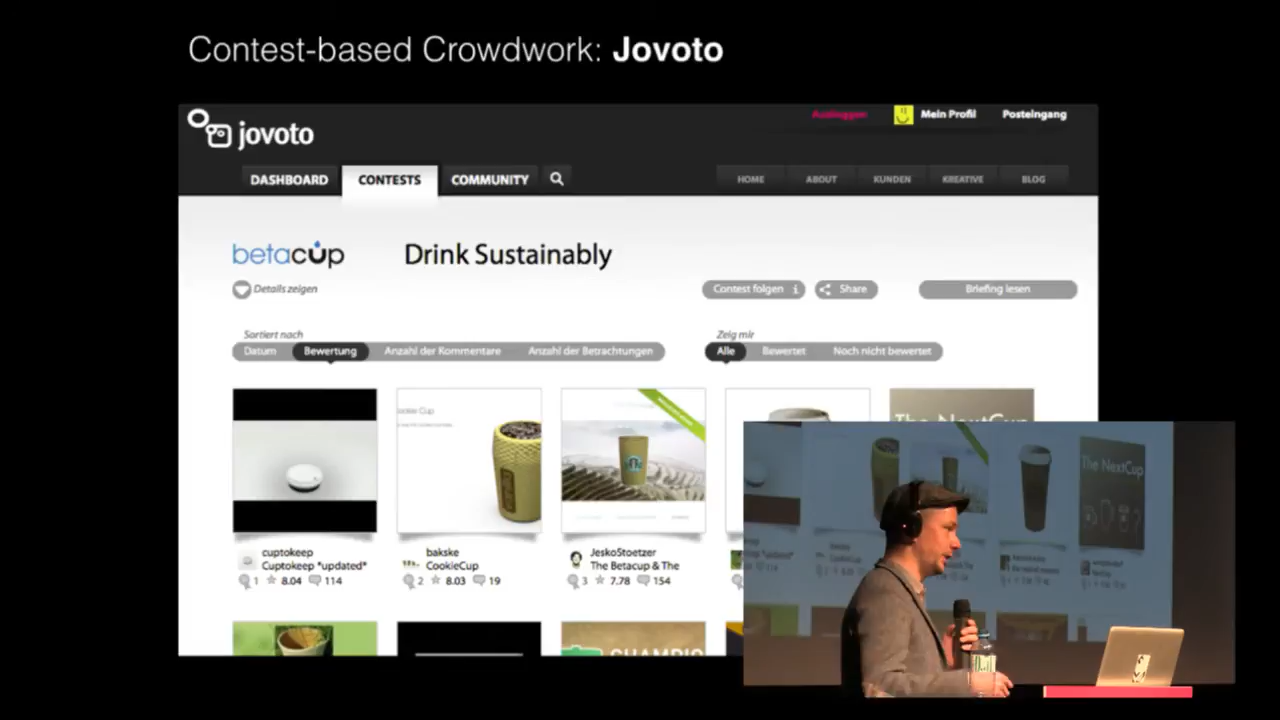 Contest-based Crowdwork: Jovoto
jovoto
Ausloggen Mein Profil Posteingang
DASHBOARD CONTESTS COMMUNITY
HOME ABOUT KUNDEN KREATIVE BLOG
betacup Drink Sustainably
Details zeigen
Contest folgen i Share Briefing lesen
Sortiert nach Zeig mir
Datum Bewertung Anzahl der Kommentare Anzahl der Betrachtungen
Alle Bewertet Noch nicht bewertet
The NextCup
The NextCup
cuptokeep bakske JeskoStoetzer
Cuptokeep *updated* CookieCup The Betacup & The
1 8.04 114 2 8.03 19 3 7.78 154